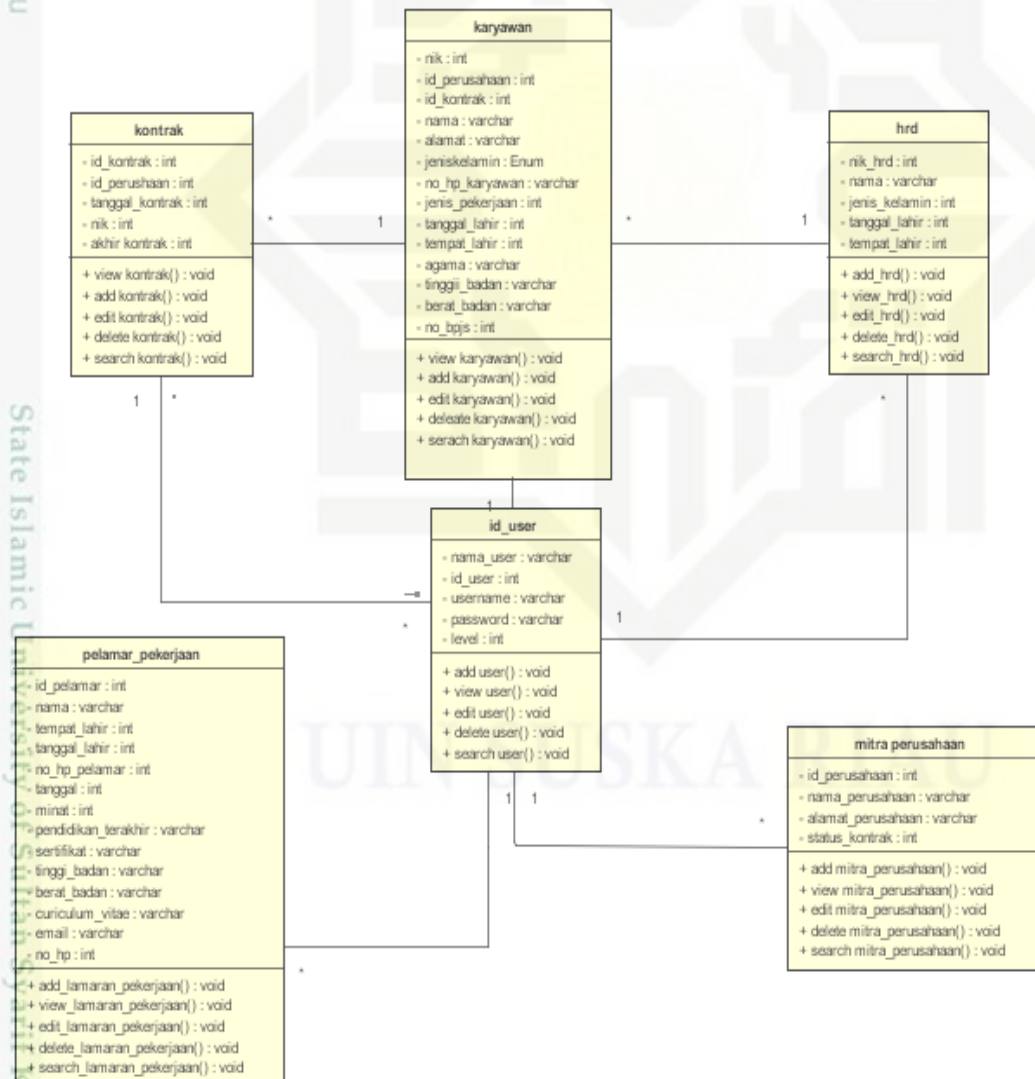 karyawan
- nik : int
- id_perusahaan : int
- id_kontrak : int
- nama : varchar
- alamat : varchar
- jeniskelamin : Enum
- no_hp_karyawan : varchar
- jenis_pekerjaan : int
- tanggal_lahir : int
- tempat_lahir : int
- agama : varchar
- tinggii_badan : varchar
- berat_badan : varchar
- no_bpjs : int
+ view karyawan() : void
+ add karyawan() : void
+ edit karyawan() : void
+ deleate karyawan() : void
+ serach karyawan() : void
kontrak
- id_kontrak : int
- id_perushaan : int
- tanggal_kontrak : int
- nik : int
- akhir kontrak : int
+ view kontrak() : void
+ add kontrak() : void
+ edit kontrak() : void
+ delete kontrak() : void
+ search kontrak() : void
hrd
- nik_hrd : int
- nama : varchar
- jenis_kelamin : int
- tanggal_lahir : int
- tempat_lahir : int
+ add_hrd() : void
+ view_hrd() : void
+ edit_hrd() : void
+ delete_hrd() : void
+ search_hrd() : void
* 1
* 1
1 *
*
1
id_user
- nama_user : varchar
- id_user : int
- username : varchar
- password : varchar
- level : int
+ add user() : void
+ view user() : void
+ edit user() : void
+ delete user() : void
+ search user() : void
*
1
pelamar_pekerjaan
- id_pelamar : int
- nama : varchar
- tempat_lahir : int
- tanggal_lahir : int
- no_hp_pelamar : int
- tanggal : int
- minat : int
- pendidikan_terakhir : varchar
- sertifikat : varchar
- tinggi_badan : varchar
- berat_badan : varchar
- curiculum_vitae : varchar
- email : varchar
- no_hp : int
+ add_lamaran_pekerjaan() : void
+ view_lamaran_pekerjaan() : void
+ edit_lamaran_pekerjaan() : void
+ delete_lamaran_pekerjaan() : void
+ search_lamaran_pekerjaan() : void
1 1
*
*
mitra perusahaan
- id_perusahaan : int
- nama_perusahaan : varchar
- alamat_perusahaan : varchar
- status_kontrak : int
+ add mitra_perusahaan() : void
+ view mitra_perusahaan() : void
+ edit mitra_perusahaan() : void
+ delete mitra_perusahaan() : void
+ search mitra_perusahaan() : void
UIN SUSKA RIAU
State Islamic University of Sultan Syarif